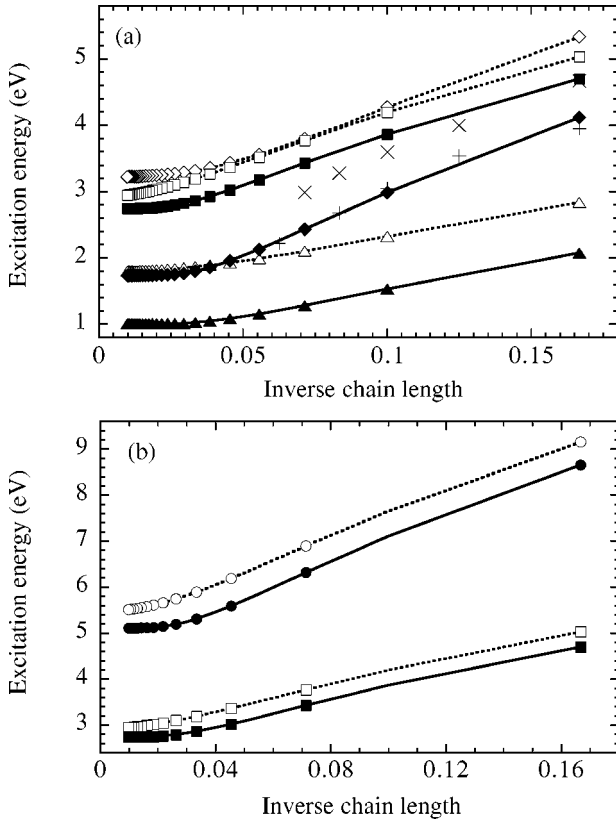 (a)
5
4
3
2
1
Excitation energy (eV)
0 0.05 0.1 0.15
Inverse chain length
(b)
9
8
7
6
5
4
3
Excitation energy (eV)
0 0.04 0.08 0.12 0.16
Inverse chain length